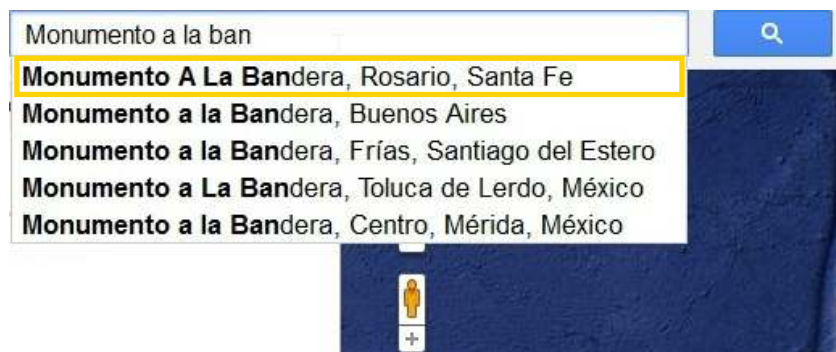 Monumento a la ban
Monumento A La Bandera, Rosario, Santa Fe
Monumento a la Bandera, Buenos Aires
Monumento a la Bandera, Frías, Santiago del Estero
Monumento a La Bandera, Toluca de Lerdo, México
Monumento a la Bandera, Centro, Mérida, México